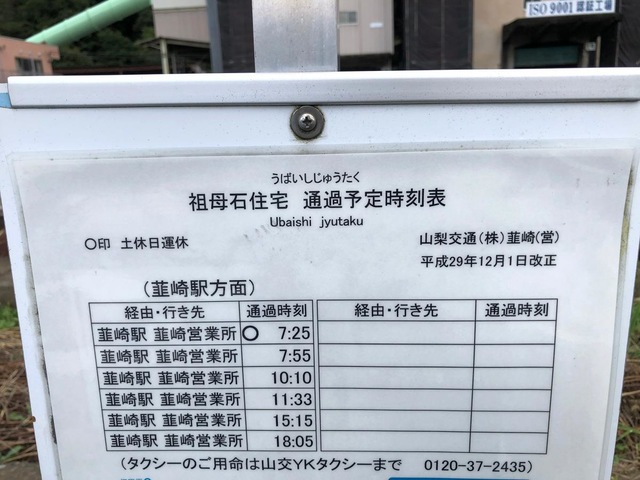 ISO 9001 認証工場
うばいしじゅうたく
祖母石住宅 通過予定時刻表
Ubaishi jyutaku
〇印 土休日運休
山梨交通(株)韮崎(営)
平成29年12月1日改正
(韮崎駅方面)
経由・行き先 通過時刻 経由・行き先 通過時刻
韮崎駅 韮崎営業所 〇 7:25
韮崎駅 韮崎営業所 7:55
韮崎駅 韮崎営業所 10:10
韮崎駅 韮崎営業所 11:33
韮崎駅 韮崎営業所 15:15
韮崎駅 韮崎営業所 18:05
(タクシーのご用命は山交YKタクシーまで 0120-37-2435)